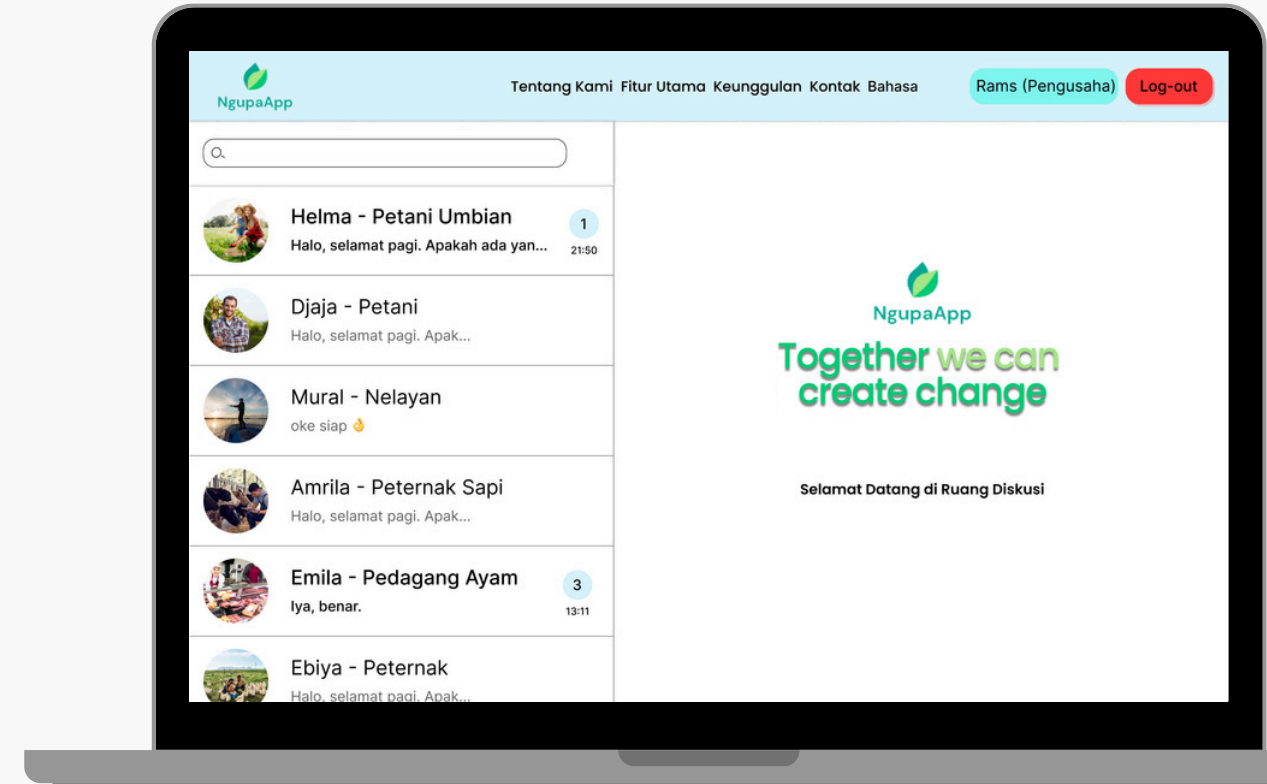 NgupaApp
Tentang Kami Fitur Utama Keunggulan Kontak Bahasa
Rams (Pengusaha)
Log-out
Helma - Petani Umbian
Halo, selamat pagi. Apakah ada yan...
1
21:50
Djaja - Petani
Halo, selamat pagi. Apak...
Mural - Nelayan
oke siap 👌
Amrila - Peternak Sapi
Halo, selamat pagi. Apak...
Emila - Pedagang Ayam
Iya, benar.
3
13:11
Ebiya - Peternak
Halo, selamat pagi. Apak...
NgupaApp
Together we can
create change
Selamat Datang di Ruang Diskusi